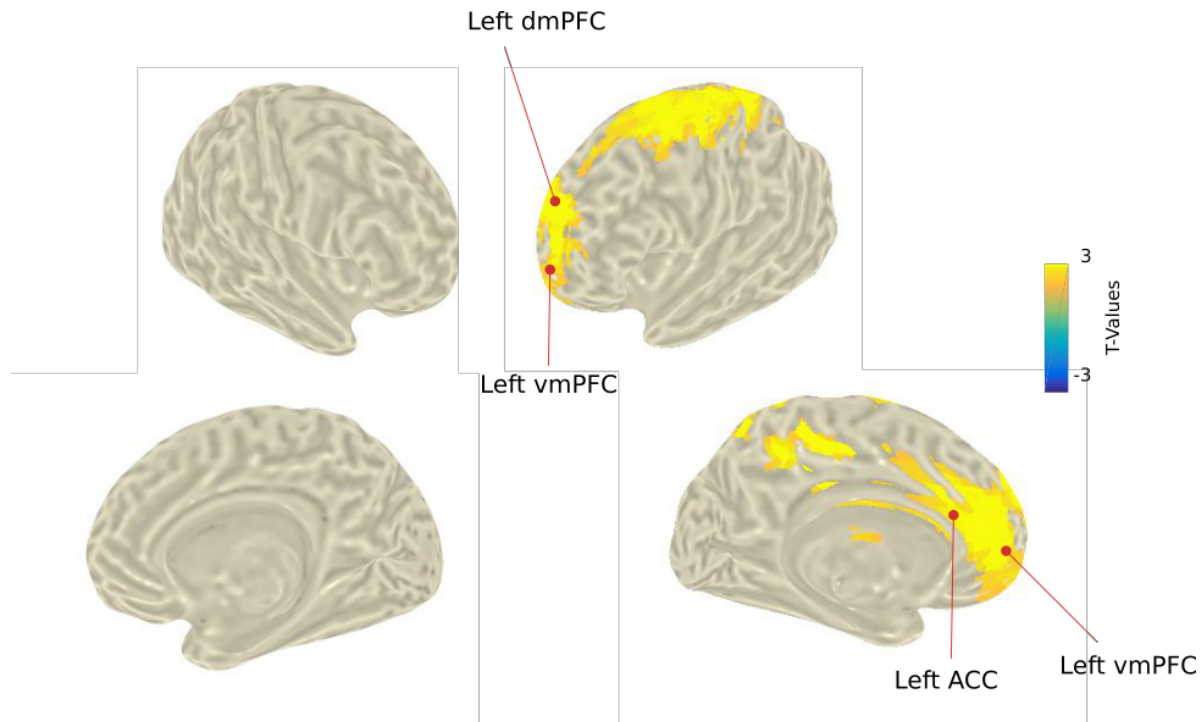 Left dmPFC
3
T-Values
-3
Left vmPFC
Left ACC
Left vmPFC